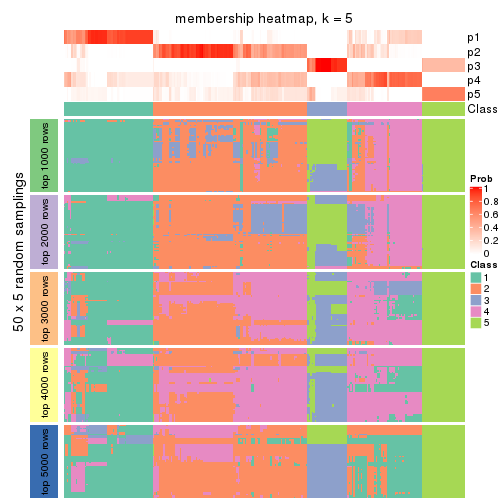 membership heatmap, k = 5
p1
p2
p3
p4
p5
Class
50 x 5 random samplings
top 1000 rows
top 2000 rows
top 3000 rows
top 4000 rows
top 5000 rows
Prob
1
0.8
0.6
0.4
0.2
0
Class
1
2
3
4
5